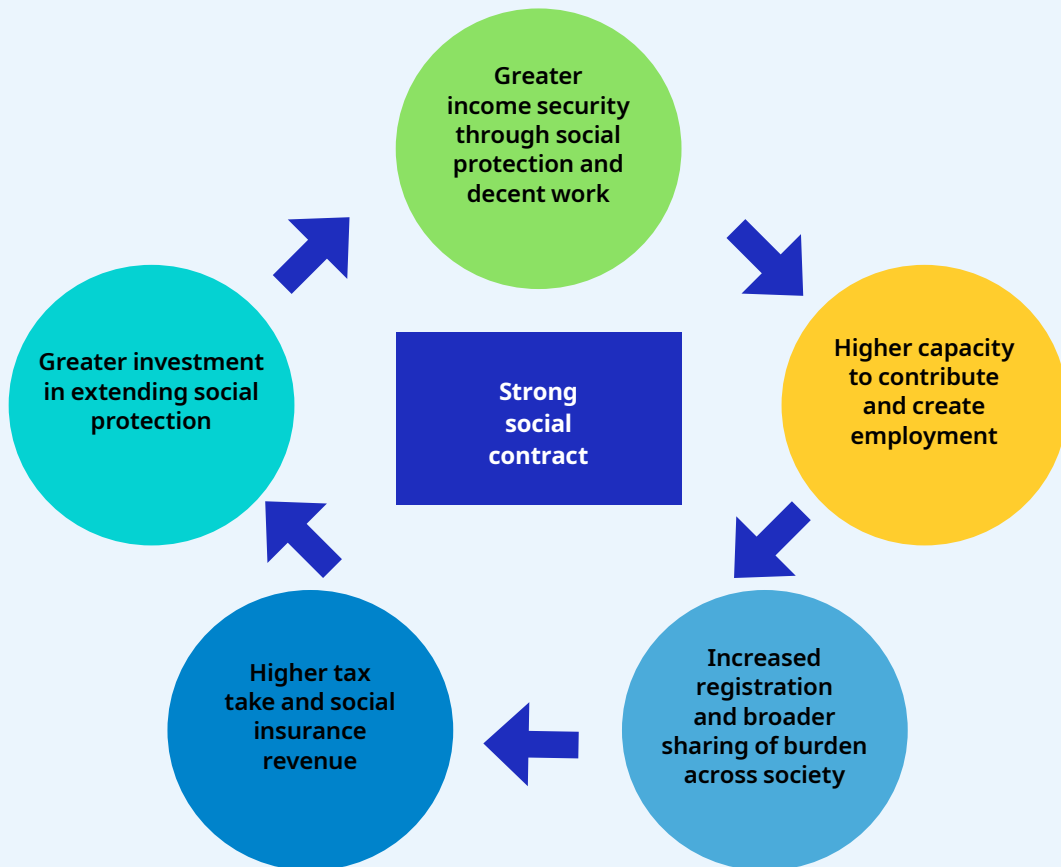 Greater
income security
through social
protection and
decent work
Higher capacity
to contribute
and create
employment
Increased
registration
and broader
sharing of burden
across society
Higher tax
take and social
insurance
revenue
Greater investment
in extending social
protection
Strong
social
contract